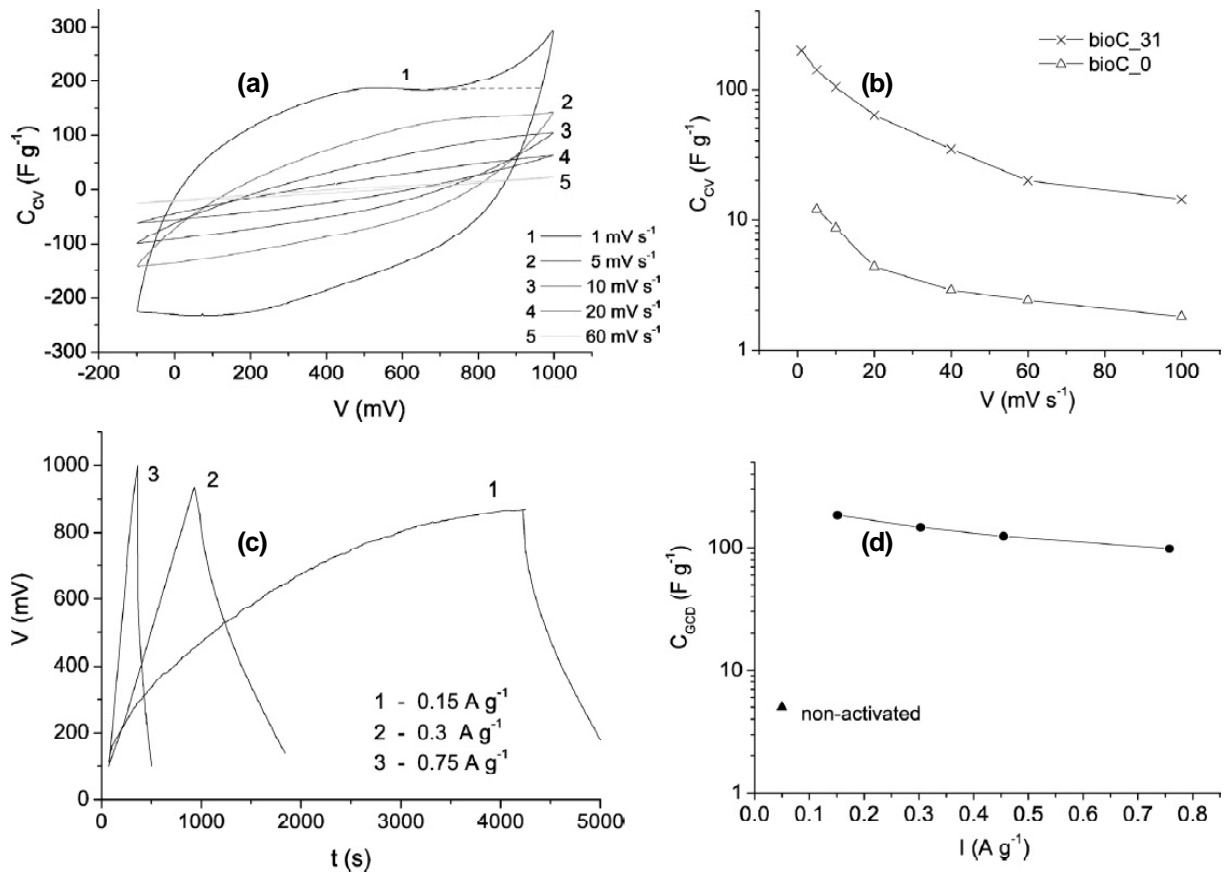 (a)
C_CV (F g⁻¹)
300
200
100
0
-100
-200
-300
-200
0
200
400
600
800
1000
V (mV)
1
2
3
4
5
1 1 mV s⁻¹
2 5 mV s⁻¹
3 10 mV s⁻¹
4 20 mV s⁻¹
5 60 mV s⁻¹
(b)
C_CV (F g⁻¹)
100
10
1
0
20
40
60
80
100
V (mV s⁻¹)
bioC_31
bioC_0
(c)
V (mV)
1000
800
600
400
200
0
0
1000
2000
3000
4000
5000
t (s)
3
2
1
1 - 0.15 A g⁻¹
2 - 0.3 A g⁻¹
3 - 0.75 A g⁻¹
(d)
C_GCD (F g⁻¹)
100
10
1
0.0
0.1
0.2
0.3
0.4
0.5
0.6
0.7
0.8
I (A g⁻¹)
non-activated